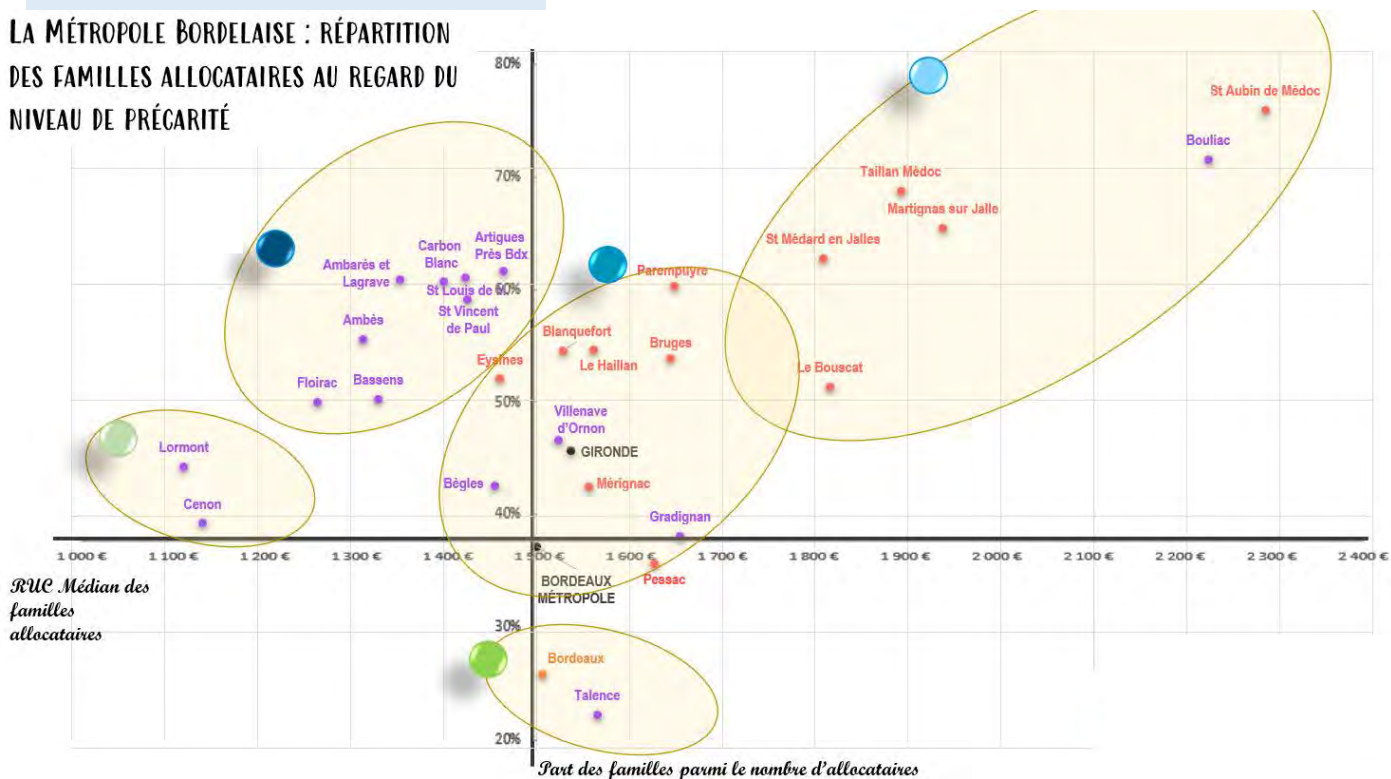 LA MÉTROPOLE BORDELAISE : RÉPARTITION
DES FAMILLES ALLOCATAIRES AU REGARD DU
NIVEAU DE PRÉCARITÉ
80%
St Aubin de Médoc
Bouliac
70%
Taillan Médoc
Martignas sur Jalle
St Médard en Jalles
Artigues
Près Bdx
Carbon
Blanc
Ambarès et
Lagrave
St Louis de M.
60%
Parempuyre
St Vincent
de Paul
Ambès
Blanquefort
Le Haillan
Bruges
Eysines
Le Bouscat
Floirac
Bassens
50%
Villenave
d'Ornon
GIRONDE
Lormont
Bègles
Mérignac
Cenon
40%
Gradignan
1 000 € 1 100 € 1 200 € 1 300 € 1 400 € 1 500 € 1 600 € 1 700 € 1 800 € 1 900 € 2 000 € 2 100 € 2 200 € 2 300 € 2 400 €
Pessac
BORDEAUX
MÉTROPOLE
RUC Médian des
familles
allocataires
30%
Bordeaux
Talence
20%
Part des familles parmi le nombre d'allocataires